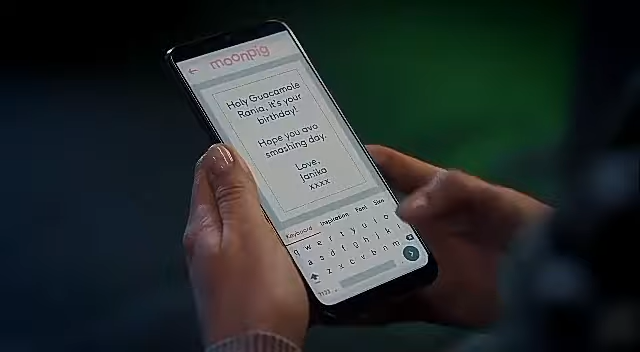 moonpig
Holy Guacamole
Rania, it's your
birthday!
Hope you avo
smashing day.
Love,
Janika
xxxx
Keyboard Inspiration Font Size
q w e r t y u i o
a s d f g h j k
z x c v b n m
?123